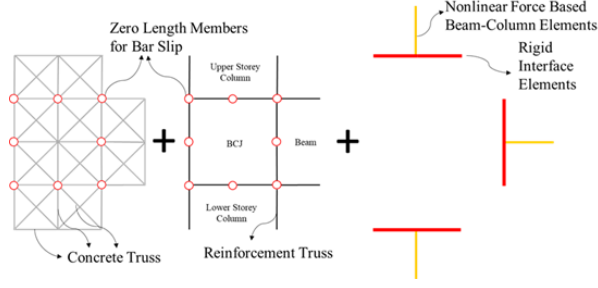 Zero Length Members
for Bar Slip
Nonlinear Force Based
Beam-Column Elements
Rigid
Interface
Elements
Upper Storey
Column
BCJ
Beam
Lower Storey
Column
Concrete Truss
Reinforcement Truss